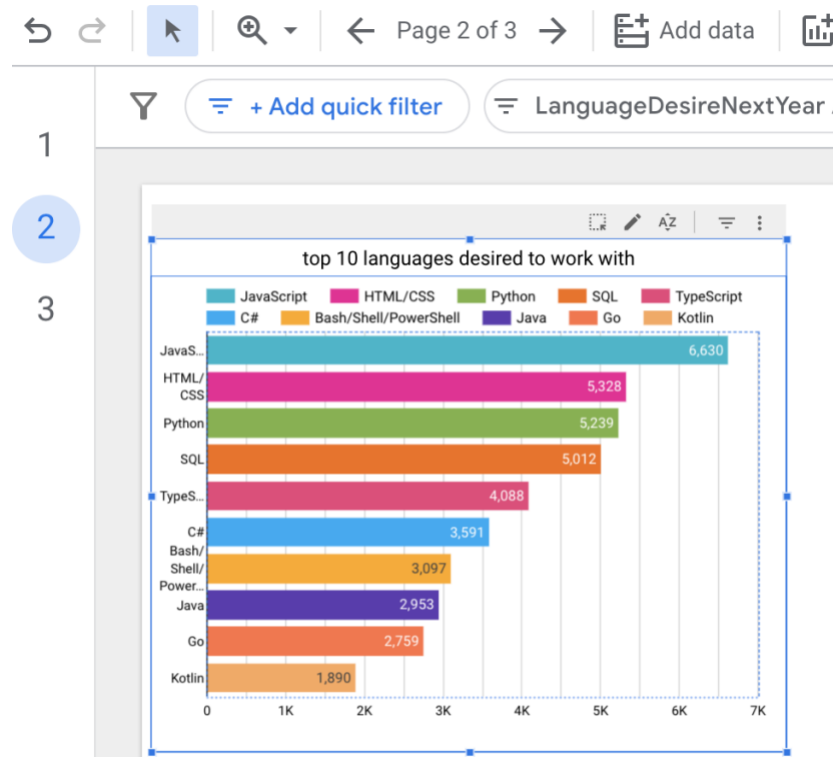 Page 2 of 3
Add data
+ Add quick filter
LanguageDesireNextYear
1
2
3
AZ
top 10 languages desired to work with
JavaScript HTML/CSS Python SQL TypeScript
C# Bash/Shell/PowerShell Java Go Kotlin
JavaS... 6,630
HTML/
CSS 5,328
Python 5,239
SQL 5,012
TypeS... 4,088
C# 3,591
Bash/
Shell/
Power... 3,097
Java 2,953
Go 2,759
Kotlin 1,890
0 1K 2K 3K 4K 5K 6K 7K